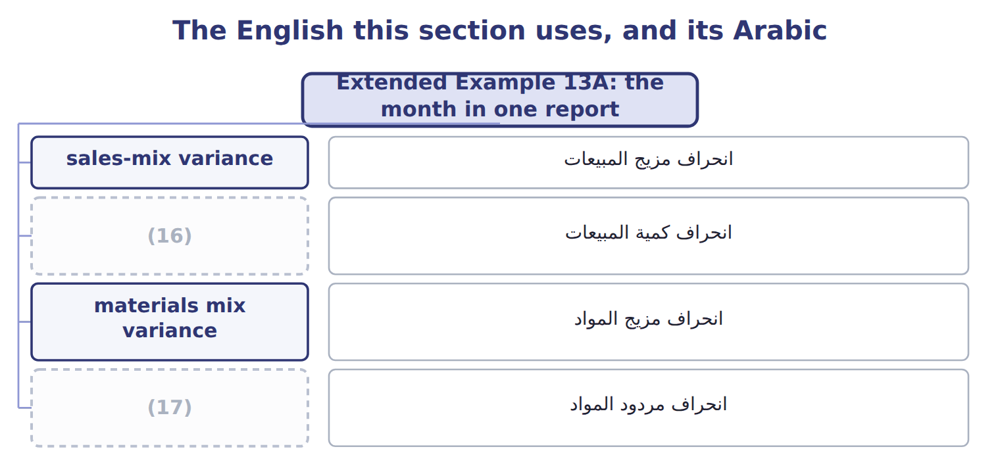 The English this section uses, and its Arabic
Extended Example 13A: the
month in one report
sales-mix variance
انحراف مزيج المبيعات
(16)
انحراف كمية المبيعات
materials mix
variance
انحراف مزيج المواد
(17)
انحراف مردود المواد